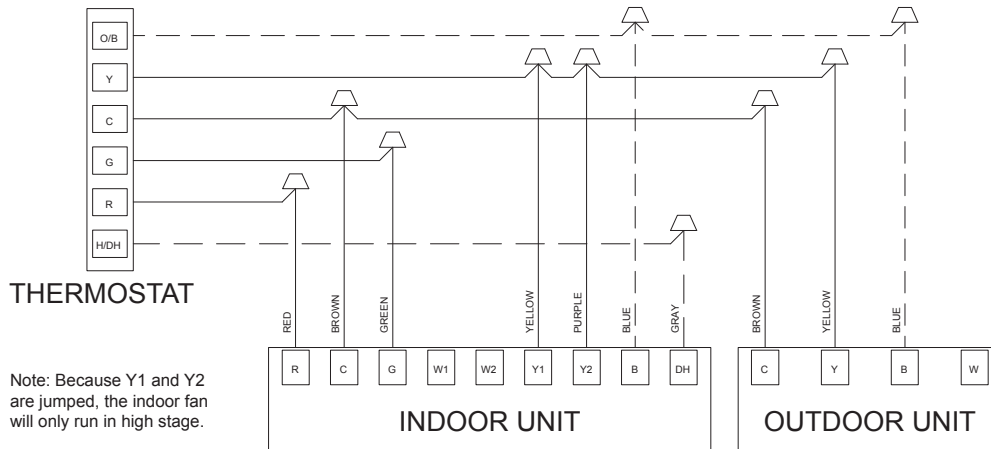 O/B
Y
C
G
R
H/DH
THERMOSTAT
RED
BROWN
GREEN
YELLOW
PURPLE
BLUE
GRAY
BROWN
YELLOW
BLUE
R
C
G
W1
W2
Y1
Y2
B
DH
C
Y
B
W
INDOOR UNIT
OUTDOOR UNIT
Note: Because Y1 and Y2
are jumped, the indoor fan
will only run in high stage.